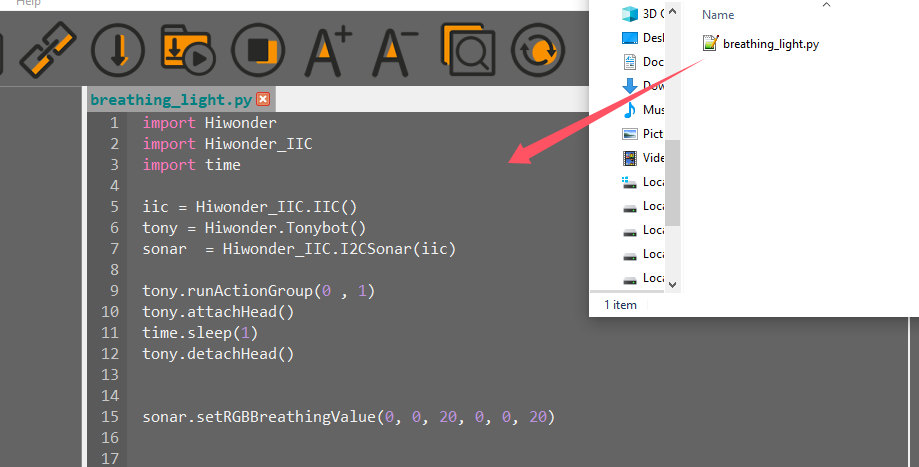 Help
breathing_light.py
1 import Hiwonder
2 import Hiwonder_IIC
3 import time
4
5 iic = Hiwonder_IIC.IIC()
6 tony = Hiwonder.Tonybot()
7 sonar  = Hiwonder_IIC.I2CSonar(iic)
8
9 tony.runActionGroup(0 , 1)
10 tony.attachHead()
11 time.sleep(1)
12 tony.detachHead()
13
14
15 sonar.setRGBBreathingValue(0, 0, 20, 0, 0, 20)
16
17
3D
Desk
Doc
Dow
Mus
Pict
Vide
Loca
Loca
Loca
Loca
Loca
Name
breathing_light.py
1 item